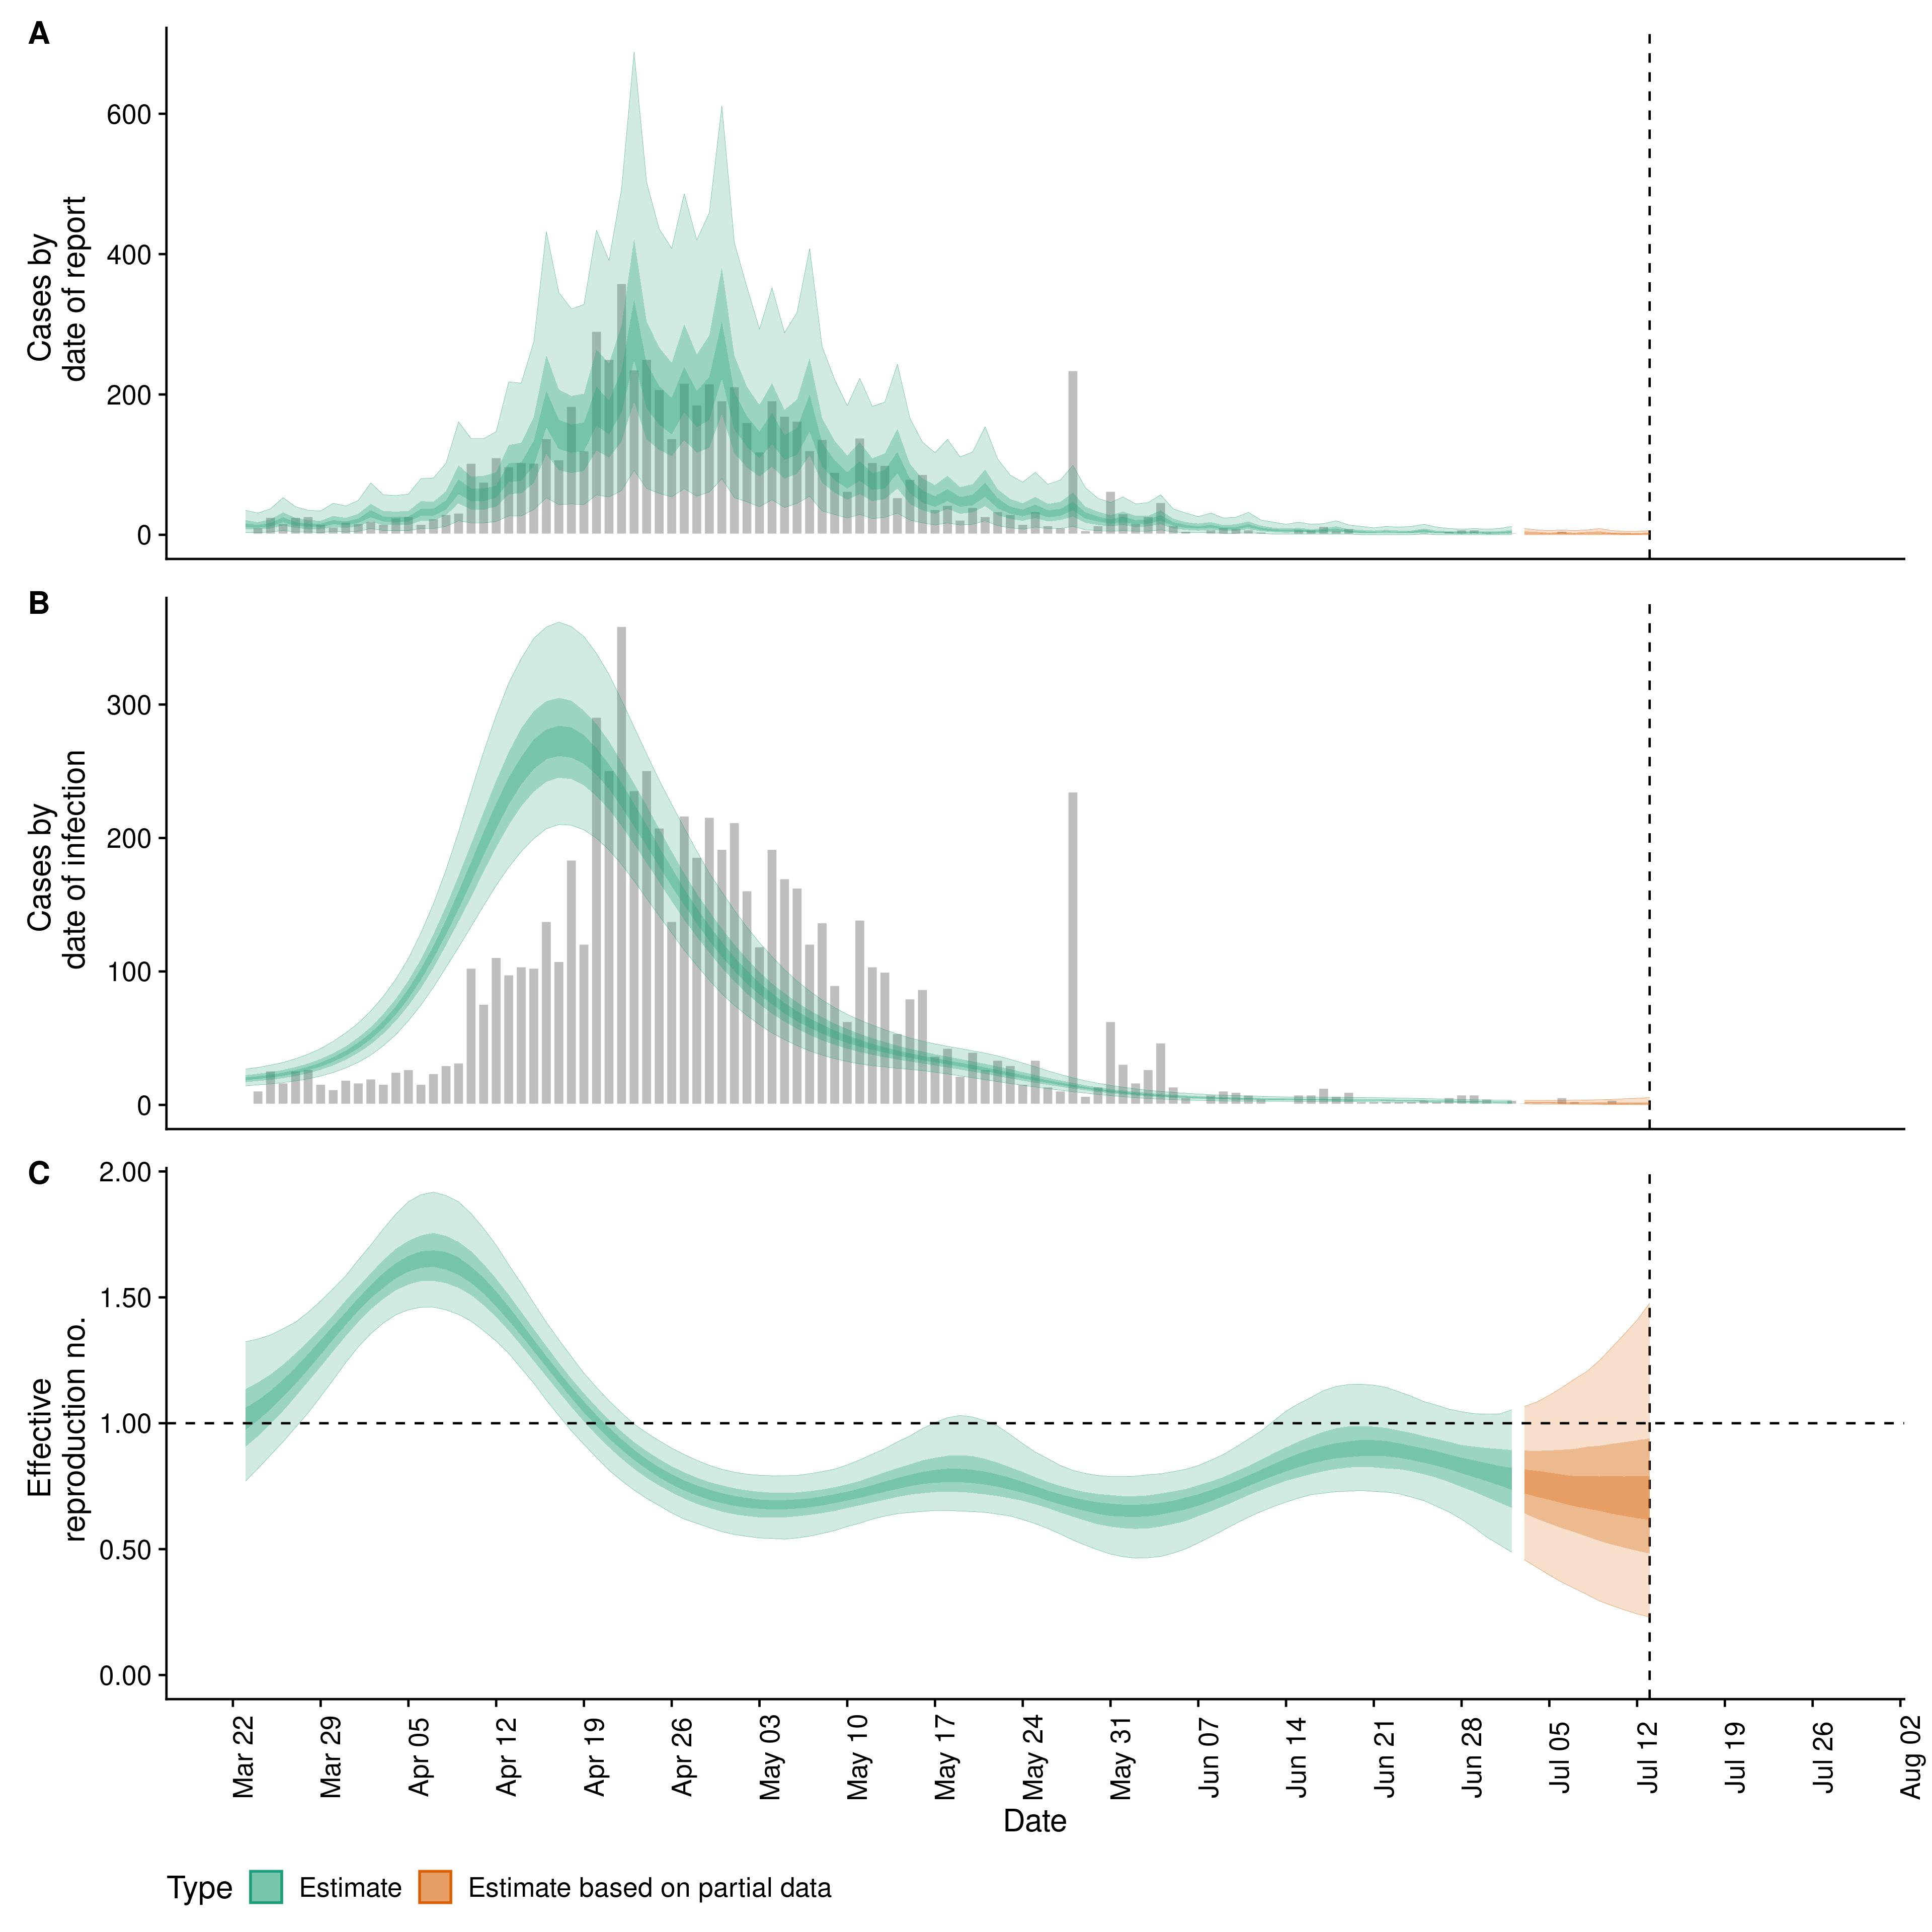 A
Cases by
date of report
600
400
200
0
B
Cases by
date of infection
300
200
100
0
C
Effective
reproduction no.
2.00
1.50
1.00
0.50
0.00
Mar 22
Mar 29
Apr 05
Apr 12
Apr 19
Apr 26
May 03
May 10
May 17
May 24
May 31
Jun 07
Jun 14
Jun 21
Jun 28
Jul 05
Jul 12
Jul 19
Jul 26
Aug 02
Date
Type Estimate Estimate based on partial data